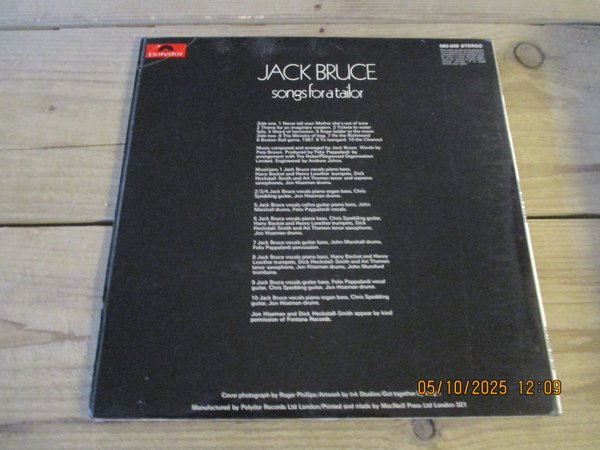 Polydor
583-058 STEREO
JACK BRUCE
songs for a tailor
Side one. 1 Never tell your Mother she's out of tune
2 Theme for an imaginary western. 3 Tickets to water
falls. 4 Weird of hermiston. 5 Rope ladder to the moon
Side two. 6 The Ministry of bag. 7 He the Richmond
8 Boston Ball game, 1967. 9 To Isengard. 10 the Clearout
Music composed and arranged by Jack Bruce. Words by
Pete Brown. Produced by Felix Pappalardi by
arrangement with The Robert Stigwood Organisation
Limited. Engineered by Andrew Johns
Musicians 1 Jack Bruce vocals piano bass,
Harry Becket and Henry Lowther trumpets, Dick
Heckstall-Smith and Art Themen tenor and soprano
saxophones, Jon Hiseman drums.
2/3/4 Jack Bruce vocals piano organ bass, Chris
Spedding guitar, Jon Hiseman drums.
5 Jack Bruce vocals cellos guitar piano bass, John
Marshall drums, Felix Pappalardi vocals.
6 Jack Bruce vocals piano bass, Chris Spedding guitar,
Harry Becket and Henry Lowther trumpets, Dick
Heckstall-Smith and Art Themen tenor saxophones,
Jon Hiseman drums.
7 Jack Bruce vocals guitar bass, John Marshall drums,
Felix Pappalardi percussion.
8 Jack Bruce vocals piano bass, Harry Becket and Henry
Lowther trumpets, Dick Heckstall-Smith and Art Themen
tenor saxophones, Jon Hiseman drums, John Mumford
trombone.
9 Jack Bruce vocals guitar bass, Felix Pappalardi vocal
guitar, Chris Spedding guitar, Jon Hiseman drums.
10 Jack Bruce vocals piano organ bass, Chris Spedding
guitar, Jon Hiseman drums.
Jon Hiseman and Dick Heckstall-Smith appear by kind
permission of Fontana Records.
Cover photograph by Roger Phillips/Artwork by Ink Studios/Got together
Manufactured by Polydor Records Ltd London/Printed and made by MacNeill Press Ltd London SE1
05/10/2025 12:09